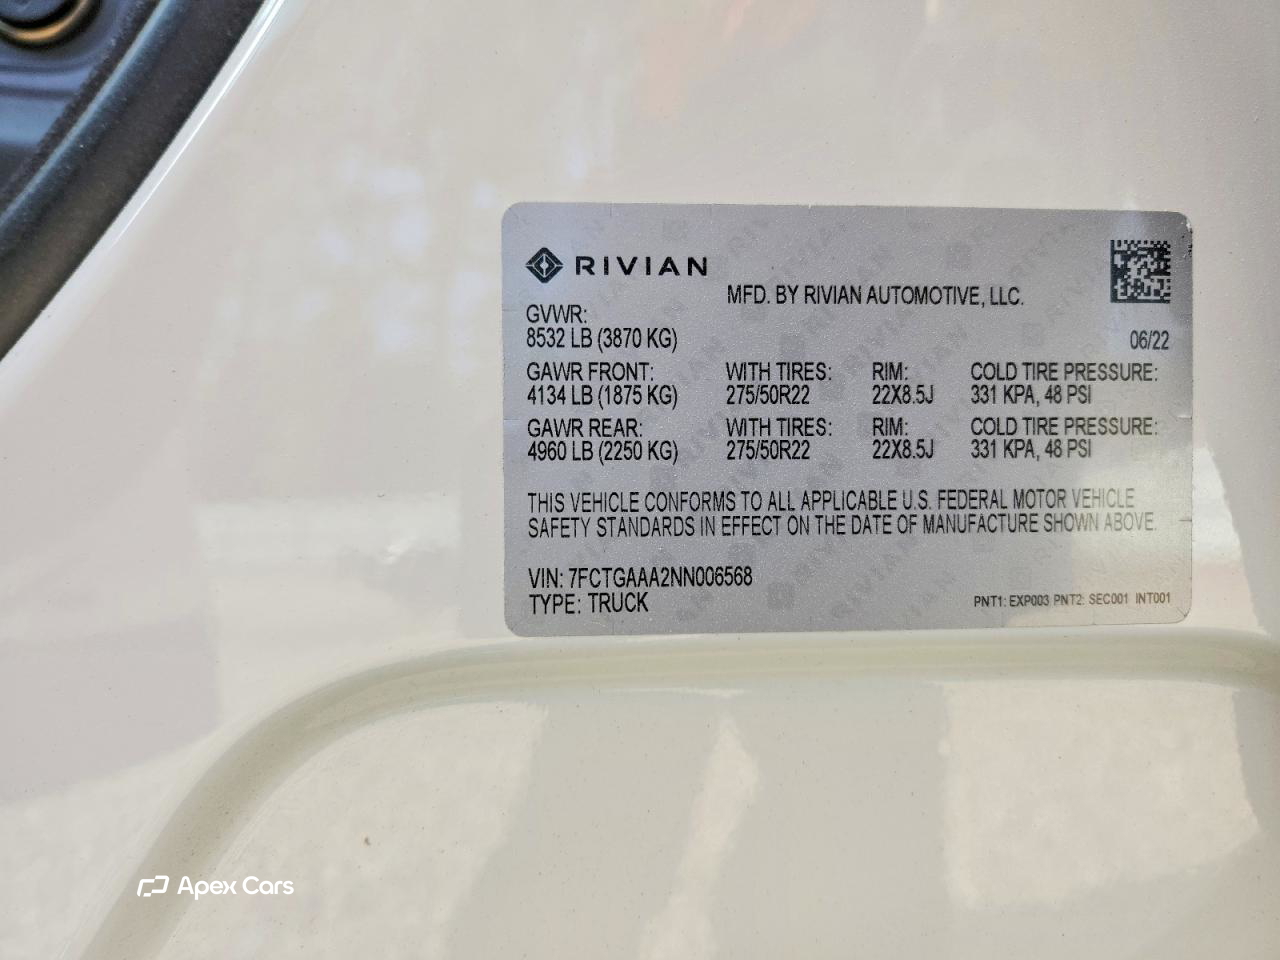 RIVIAN
MFD. BY RIVIAN AUTOMOTIVE, LLC.
GVWR:
8532 LB (3870 KG) 06/22
GAWR FRONT: WITH TIRES: RIM: COLD TIRE PRESSURE:
4134 LB (1875 KG) 275/50R22 22X8.5J 331 KPA, 48 PSI
GAWR REAR: WITH TIRES: RIM: COLD TIRE PRESSURE:
4960 LB (2250 KG) 275/50R22 22X8.5J 331 KPA, 48 PSI
THIS VEHICLE CONFORMS TO ALL APPLICABLE U.S. FEDERAL MOTOR VEHICLE
SAFETY STANDARDS IN EFFECT ON THE DATE OF MANUFACTURE SHOWN ABOVE.
VIN: 7FCTGAAA2NN006568
TYPE: TRUCK PNT1: EXP003 PNT2: SEC001 INT001
Apex Cars